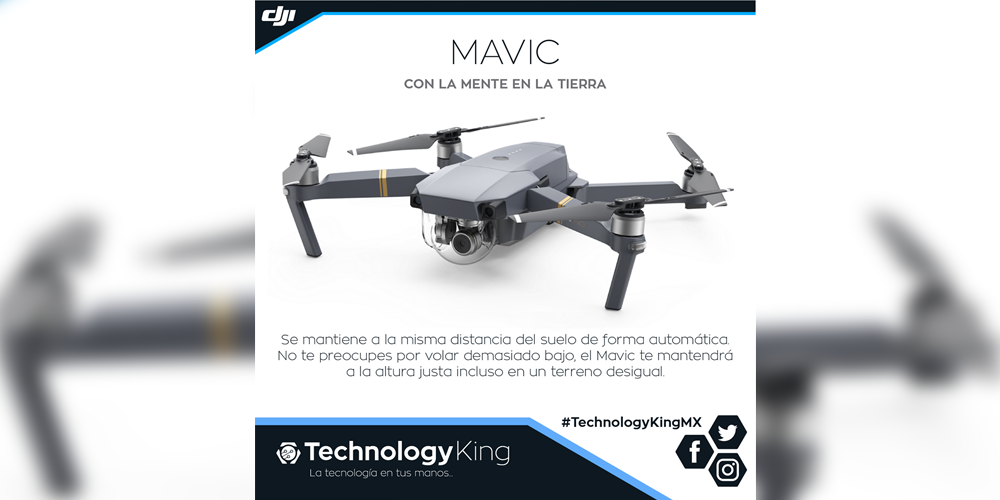 dji
MAVIC
CON LA MENTE EN LA TIERRA
Se mantiene a la misma distancia del suelo de forma automática.
No te preocupes por volar demasiado bajo, el Mavic te mantendrá
a la altura justa incluso en un terreno desigual.
#TechnologyKingMX
TechnologyKing
La tecnología en tus manos..